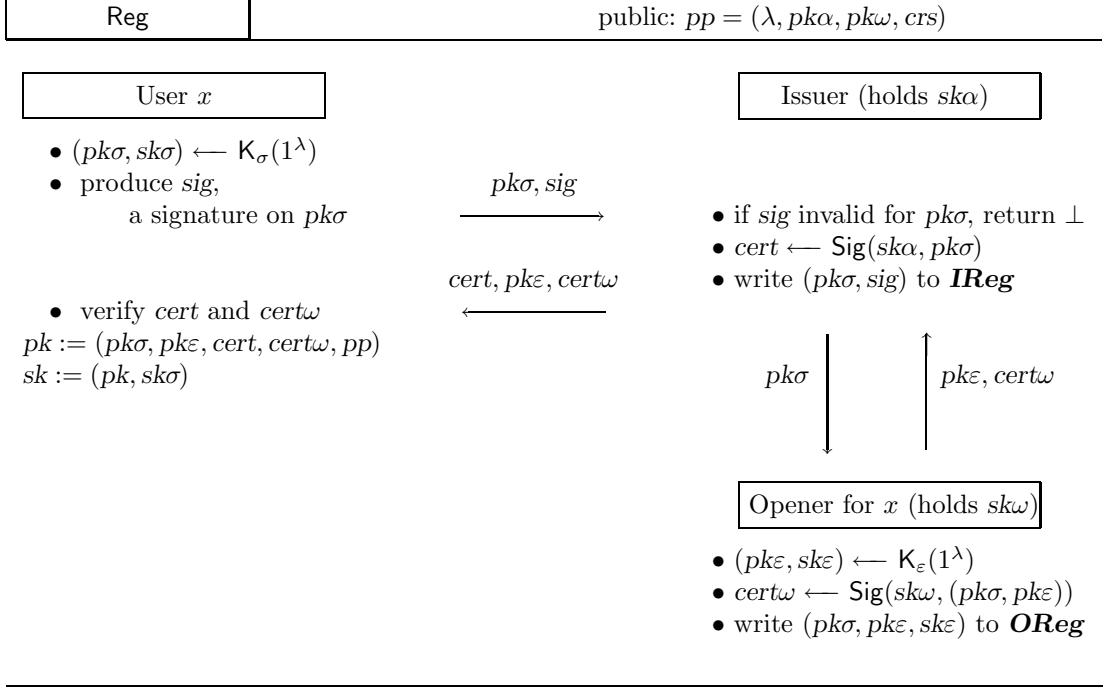 Reg
public: pp = (λ, pkα, pkω, crs)
User x
Issuer (holds skα)
• (pkσ, skσ) ⟵ K_σ(1^λ)
• produce sig,
a signature on pkσ
pkσ, sig
• if sig invalid for pkσ, return ⊥
• cert ⟵ Sig(skα, pkσ)
• write (pkσ, sig) to IReg
cert, pkε, certω
• verify cert and certω
pk := (pkσ, pkε, cert, certω, pp)
sk := (pk, skσ)
pkσ
pkε, certω
Opener for x (holds skω)
• (pkε, skε) ⟵ K_ε(1^λ)
• certω ⟵ Sig(skω, (pkσ, pkε))
• write (pkσ, pkε, skε) to OReg